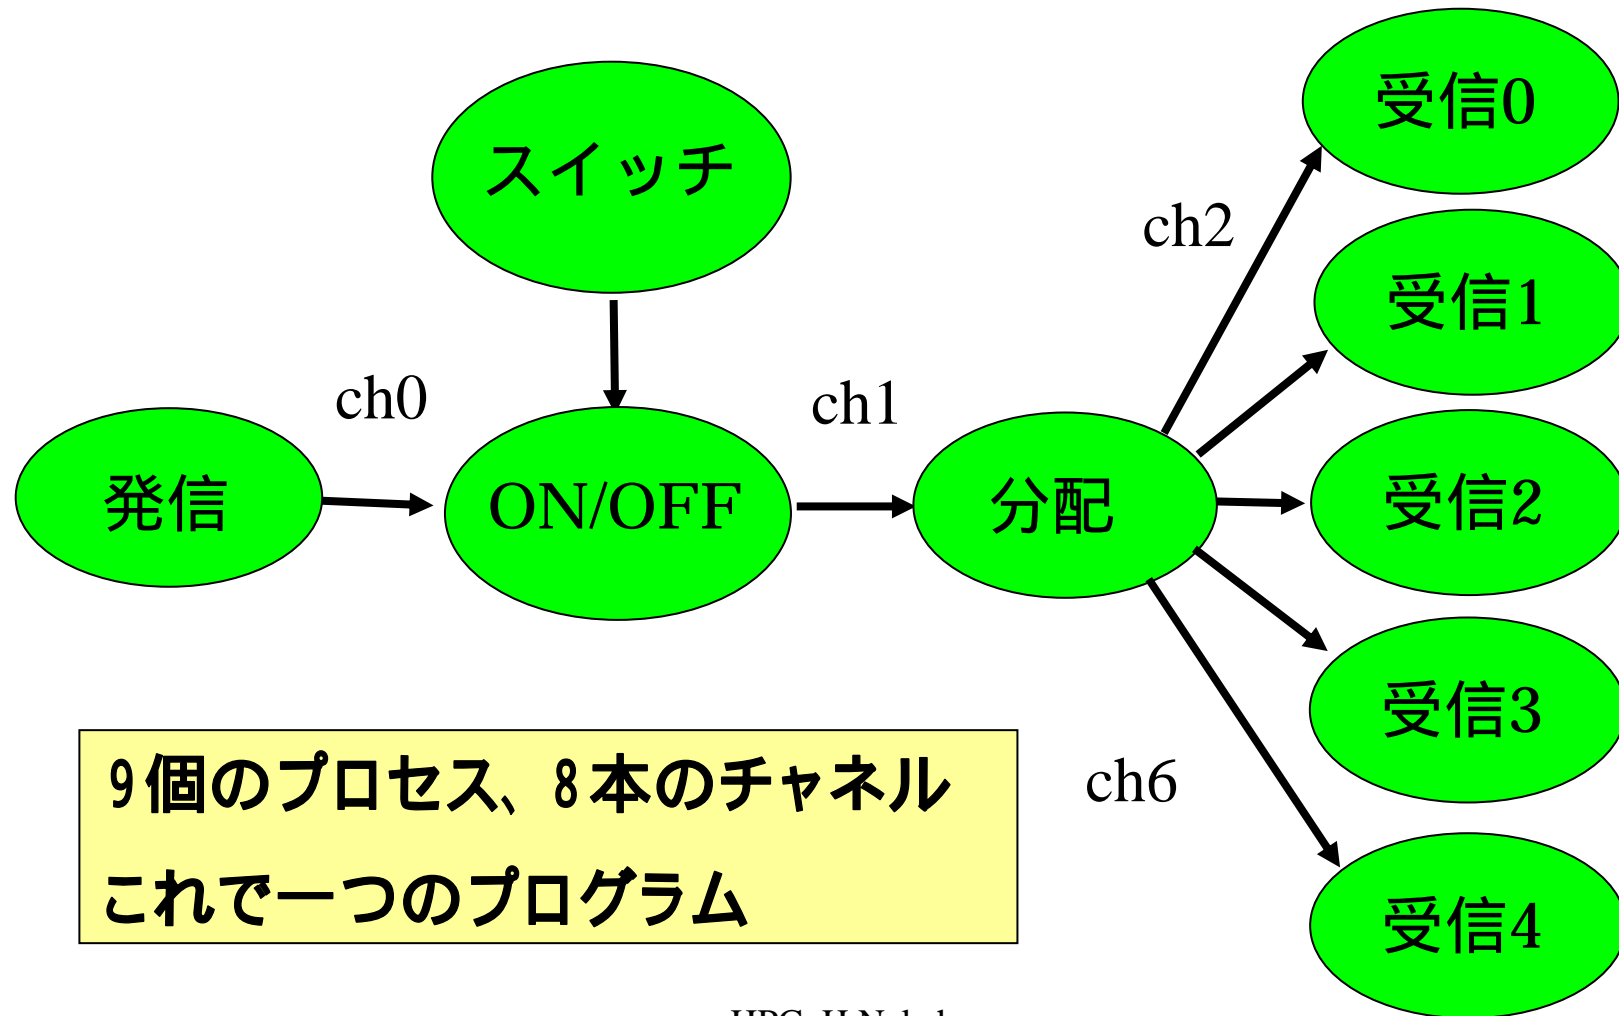 受信0
スイッチ
ch2
受信1
ch0
ch1
発信
ON/OFF
分配
受信2
受信3
9個のプロセス、8本のチャネル
ch6
これで一つのプログラム
受信4